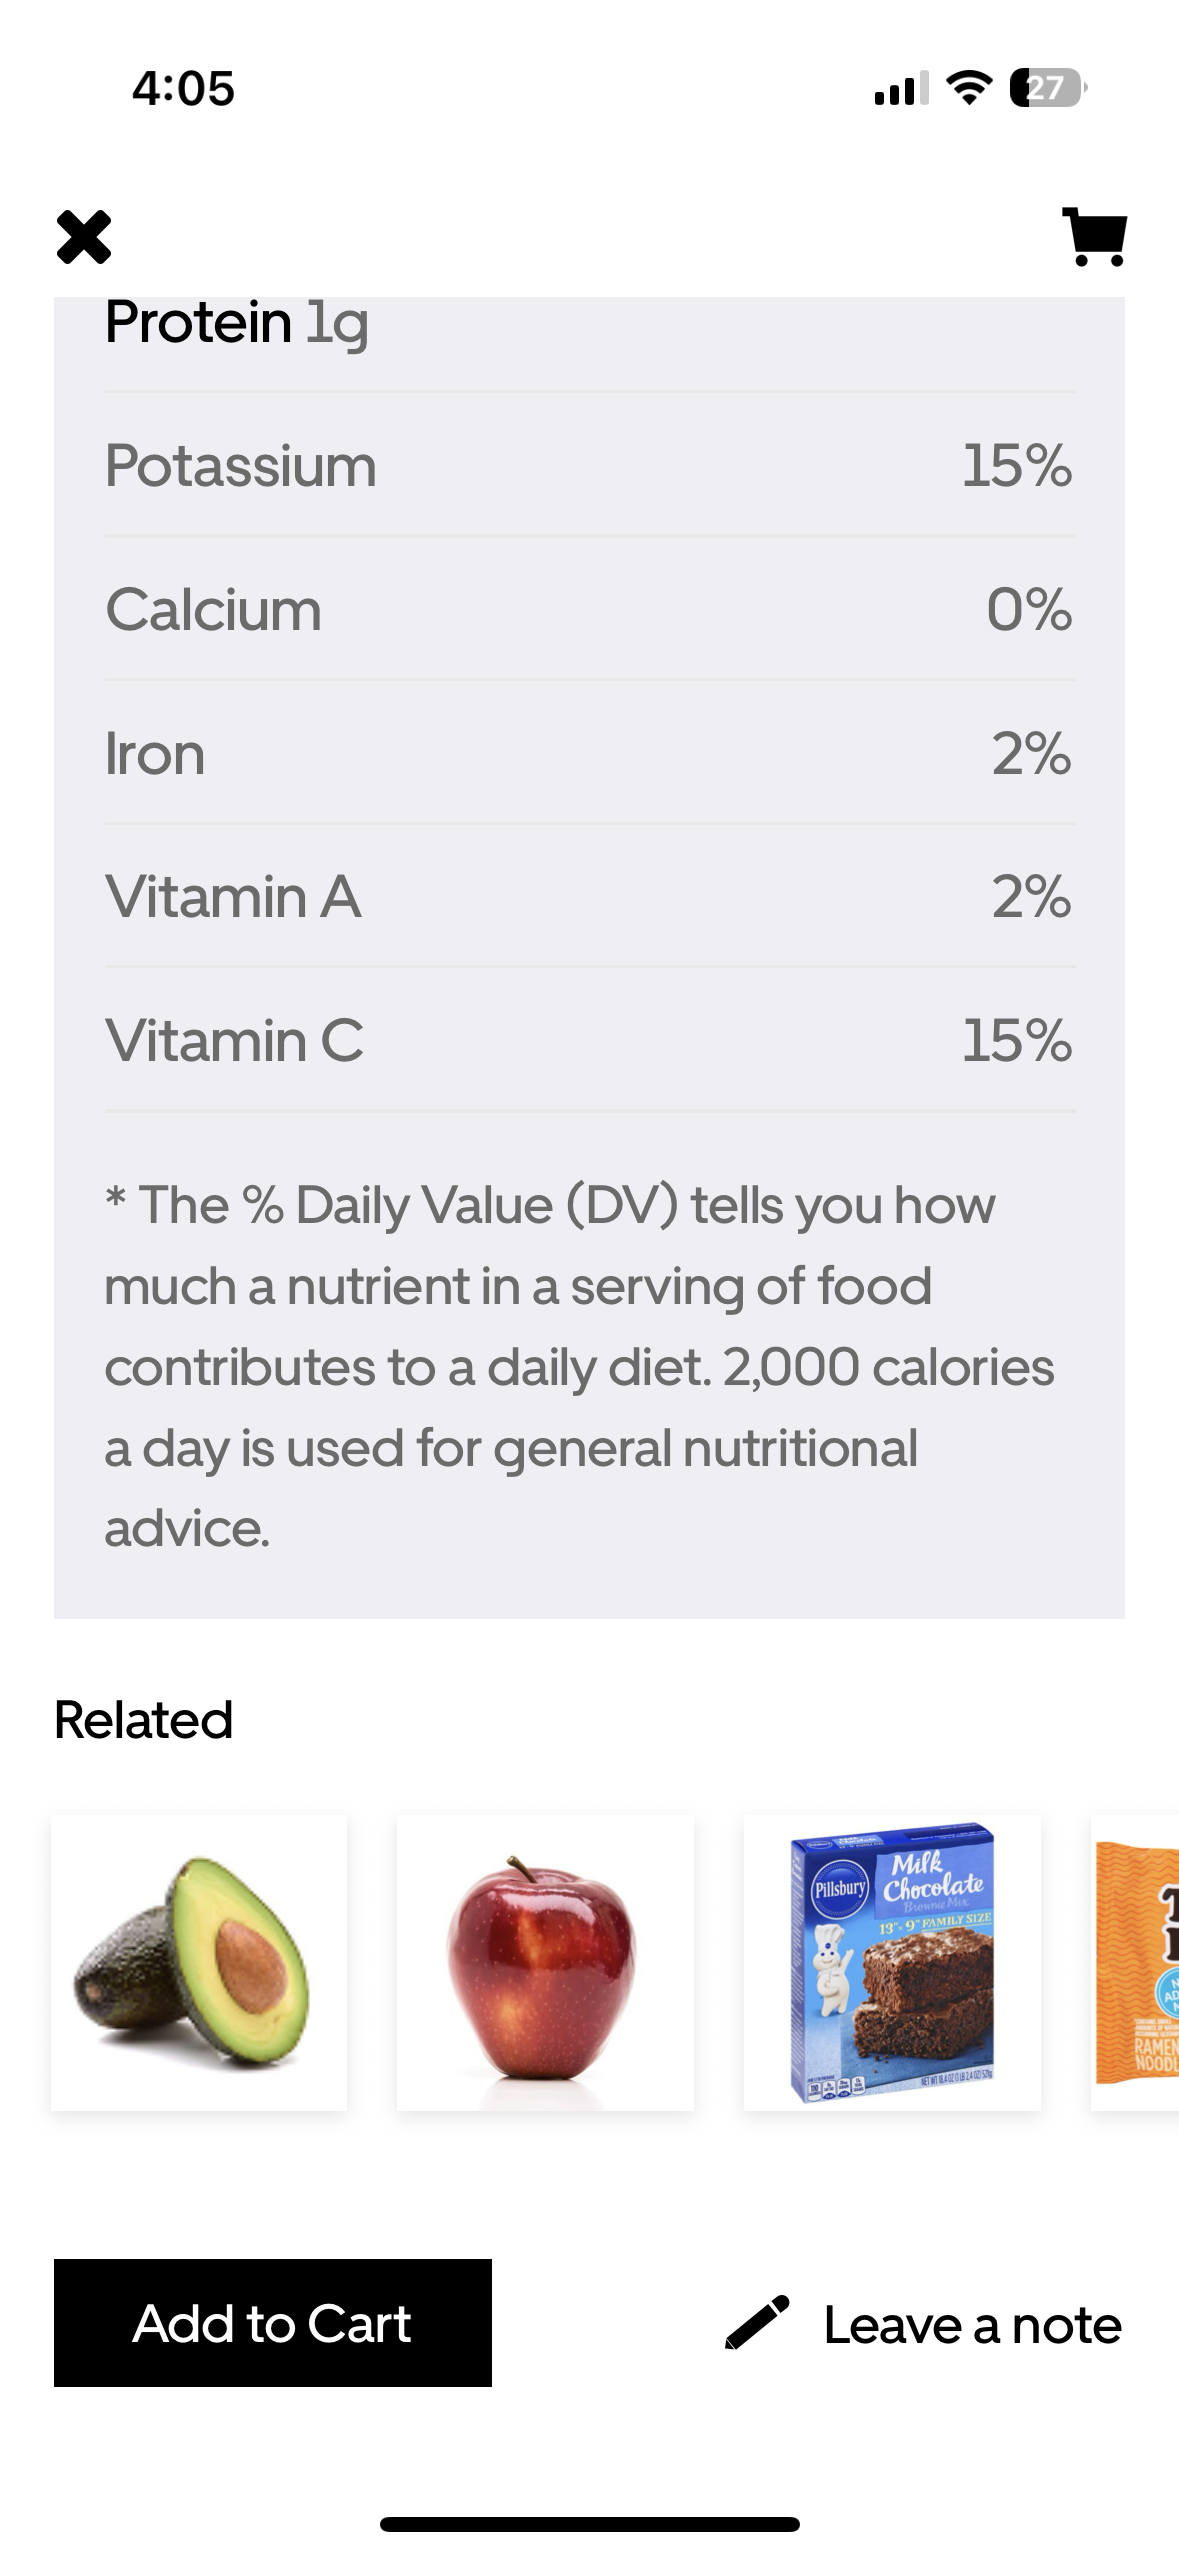 4:05
27
Protein 1g
Potassium 15%
Calcium 0%
Iron 2%
Vitamin A 2%
Vitamin C 15%
* The % Daily Value (DV) tells you how
much a nutrient in a serving of food
contributes to a daily diet. 2,000 calories
a day is used for general nutritional
advice.
Related
Pillsbury
Milk
Chocolate
Brownie Mix
13"x 9" FAMILY SIZE
RAMEN
Add to Cart
Leave a note